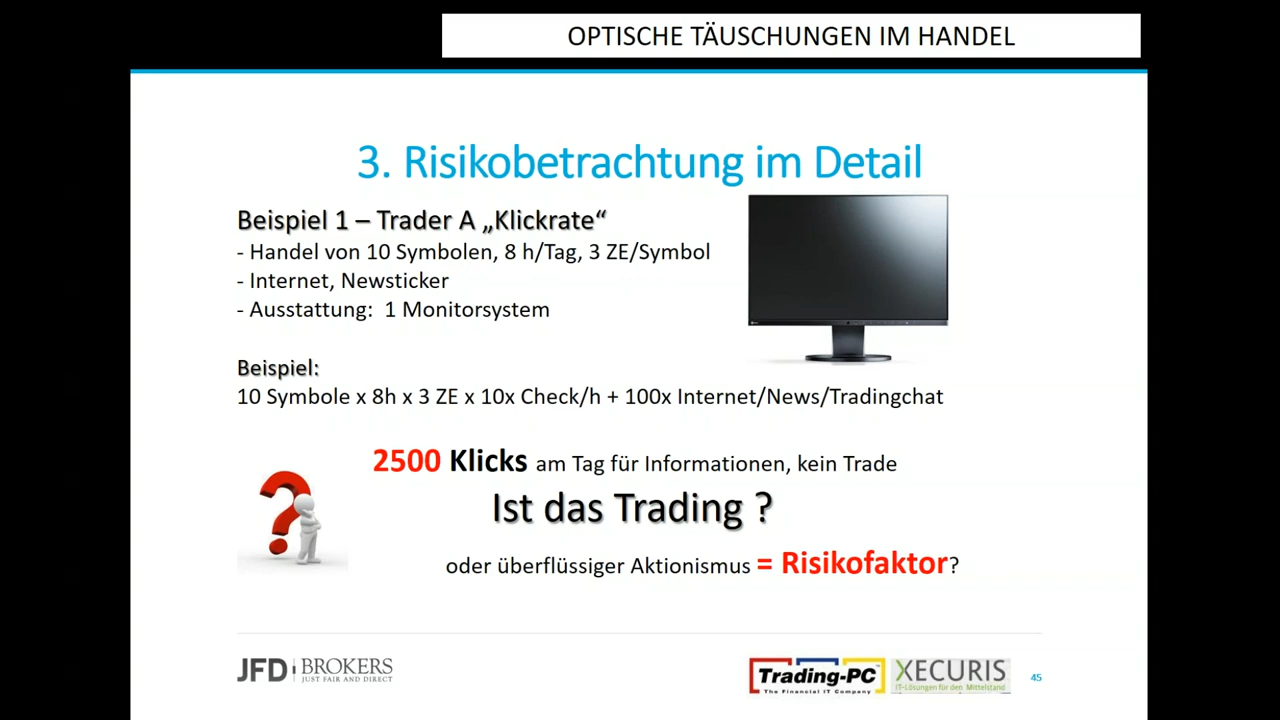 OPTISCHE TÄUSCHUNGEN IM HANDEL
3. Risikobetrachtung im Detail
Beispiel 1 – Trader A „Klickrate“
- Handel von 10 Symbolen, 8 h/Tag, 3 ZE/Symbol
- Internet, Newsticker
- Ausstattung: 1 Monitorsystem
Beispiel:
10 Symbole x 8h x 3 ZE x 10x Check/h + 100x Internet/News/Tradingchat
2500 Klicks am Tag für Informationen, kein Trade
Ist das Trading ?
oder überflüssiger Aktionismus = Risikofaktor?
JFD BROKERS
JUST FAIR AND DIRECT
Trading-PC
The Financial IT Company
XECURIS
IT-Lösungen für den Mittelstand
45